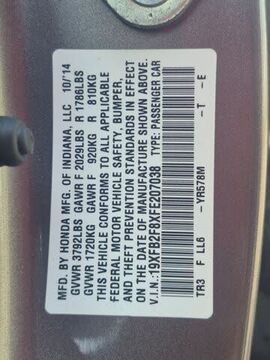 MFD. BY HONDA MFG. OF INDIANA, LLC 10/14
GVWR 3792LBS GAWR F 2029LBS R 1786LBS
GVWR 1720KG GAWR F 920KG R 810KG
THIS VEHICLE CONFORMS TO ALL APPLICABLE
FEDERAL MOTOR VEHICLE SAFETY, BUMPER,
AND THEFT PREVENTION STANDARDS IN EFFECT
ON THE DATE OF MANUFACTURE SHOWN ABOVE.
V.I.N.: 19XFB2F8XFE207038 TYPE: PASSENGER CAR
TR3 F LL6 -YR578M -T -E